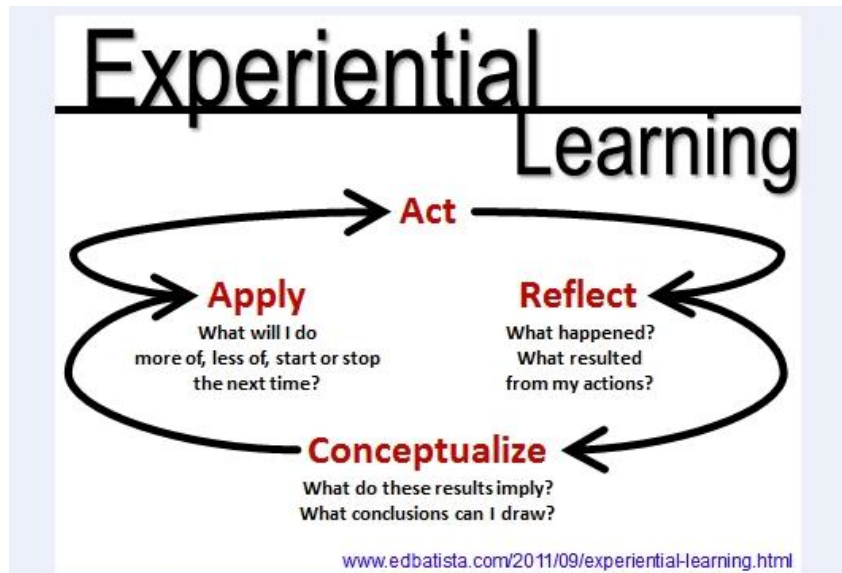 Experiential
Learning
Act
Apply
What will I do
more of, less of, start or stop
the next time?
Reflect
What happened?
What resulted
from my actions?
Conceptualize
What do these results imply?
What conclusions can I draw?
www.edbatista.com/2011/09/experiential-learning.html